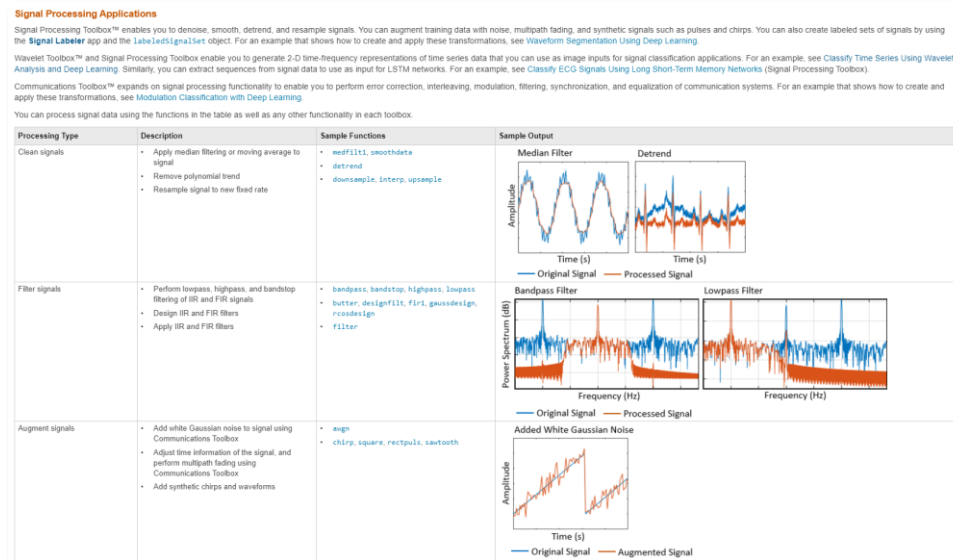 Signal Processing Applications
Signal Processing Toolbox™ enables you to denoise, smooth, detrend, and resample signals. You can augment training data with noise, multipath fading, and synthetic signals such as pulses and chirps. You can also create labeled sets of signals by using
the Signal Labeler app and the labeledSignalSet object. For an example that shows how to create and apply these transformations, see Waveform Segmentation Using Deep Learning.
Wavelet Toolbox™ and Signal Processing Toolbox enable you to generate 2-D time-frequency representations of time series data that you can use as image inputs for signal classification applications. For an example, see Classify Time Series Using Wavelet
Analysis and Deep Learning. Similarly, you can extract sequences from signal data to use as input for LSTM networks. For an example, see Classify ECG Signals Using Long Short-Term Memory Networks (Signal Processing Toolbox).
Communications Toolbox™ expands on signal processing functionality to enable you to perform error correction, interleaving, modulation, filtering, synchronization, and equalization of communication systems. For an example that shows how to create and
apply these transformations, see Modulation Classification with Deep Learning.
You can process signal data using the functions in the table as well as any other functionality in each toolbox.
Processing Type Description Sample Functions Sample Output
Clean signals
• Apply median filtering or moving average to
signal
• Remove polynomial trend
• Resample signal to new fixed rate
• medfilt1, smoothdata
• detrend
• downsample, interp, upsample
Median Filter Detrend
Amplitude
Time (s) Time (s)
Original Signal Processed Signal
Filter signals
• Perform lowpass, highpass, and bandstop
filtering of IIR and FIR signals
• Design IIR and FIR filters
• Apply IIR and FIR filters
• bandpass, bandstop, highpass, lowpass
• butter, designfilt, fir1, gaussdesign,
rcosdesign
• filter
Bandpass Filter Lowpass Filter
Power Spectrum (dB)
Frequency (Hz) Frequency (Hz)
Original Signal Processed Signal
Augment signals
• Add white Gaussian noise to signal using
Communications Toolbox
• Adjust time information of the signal, and
perform multipath fading using
Communications Toolbox
• Add synthetic chirps and waveforms
• awgn
• chirp, square, rectpuls, sawtooth
Added White Gaussian Noise
Amplitude
Time (s)
Original Signal Augmented Signal